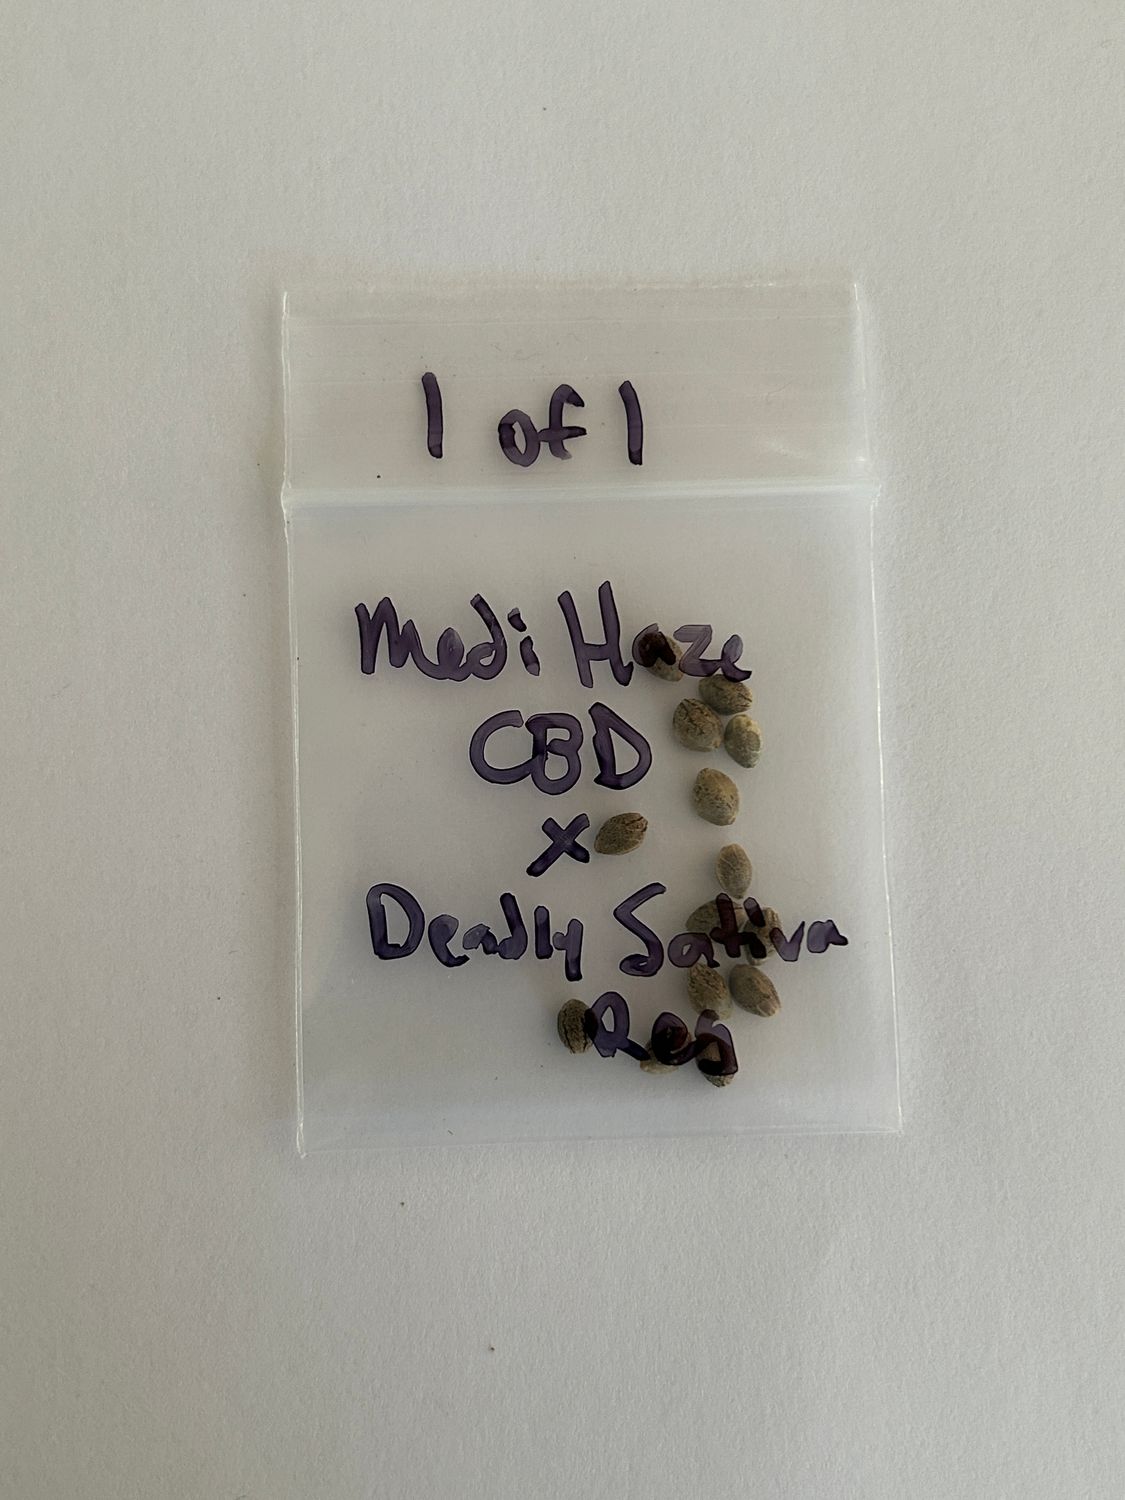 1 of 1
Medi Haze
CBD
x
Deadly Sativa
Reg